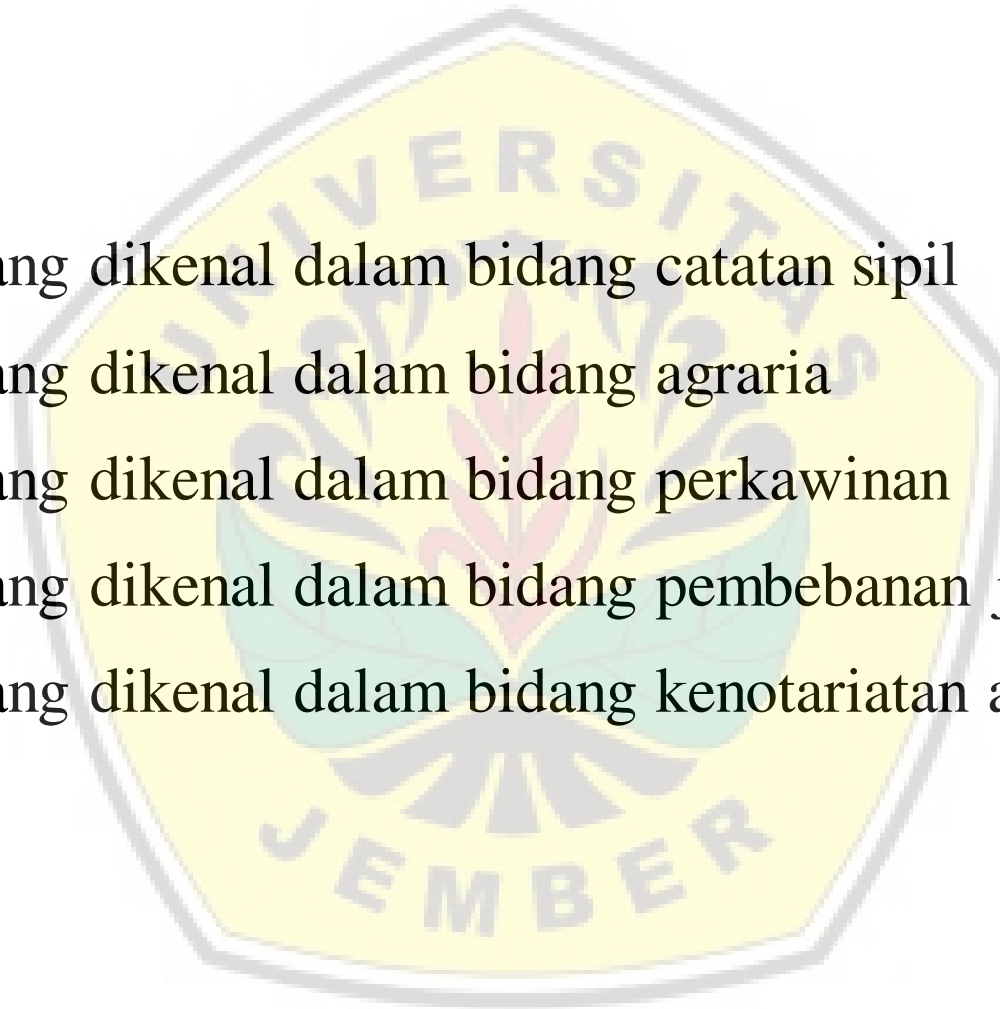 UNIVERSITAS
ang dikenal dalam bidang catatan sipil
ang dikenal dalam bidang agraria
ang dikenal dalam bidang perkawinan
ang dikenal dalam bidang pembebanan
ang dikenal dalam bidang kenotariatan a
JEMBER